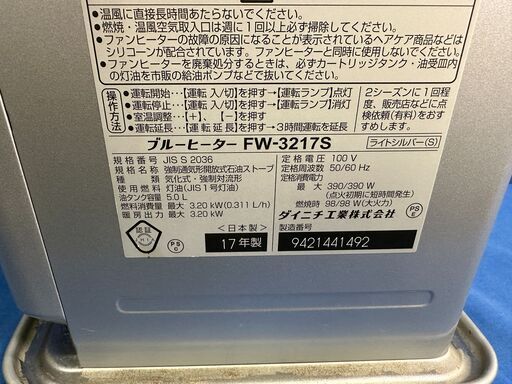 ●温風に直接長時間あたらないでください。
●燃焼・温風空気取入口は週に1回以上必ず掃除してください。
●ファンヒーターの故障の原因になることが表示されているヘアケア商品などは
シリコーンが配合されています。ファンヒーターと同時に使用しないでください。
●ファンヒーターを廃棄処分するときは、必ずカートリッジタンク・油受皿内
の灯油を市販の給油ポンプなどで抜いてください。
操作方法
●運転開始…【運転 入/切】を押す→【運転ランプ】点灯
●運転停止…【運転 入/切】を押す→【運転ランプ】消灯
●室温調整…【+】、【-】を押す
●運転延長…【運転延長】を押す→3時間運転を延長
2シーズンに1回程
度、販売店などに点
検依頼(有料)をおす
すめします。
ブルーヒーター FW-3217S
ライトシルバー(S)
規格番号 JIS S 2036
規格名称 強制通気形開放式石油ストーブ
種類 気化式・強制対流形
使用燃料 灯油(JIS1号灯油)
油タンク容量 5.0 L
燃料消費量 最大 3.20 kW(0.311 L/h)
暖房出力 最大 3.20 kW
定格電圧 100 V
定格周波数 50/60 Hz
定格消費電力
最大 390/390 W
(点火初期に短時間発生)
燃焼時 98/98 W(大火力)
ダイニチ工業株式会社
認証
PS
C
<日本製>
17年製
製造番号
9421441492
PS
E